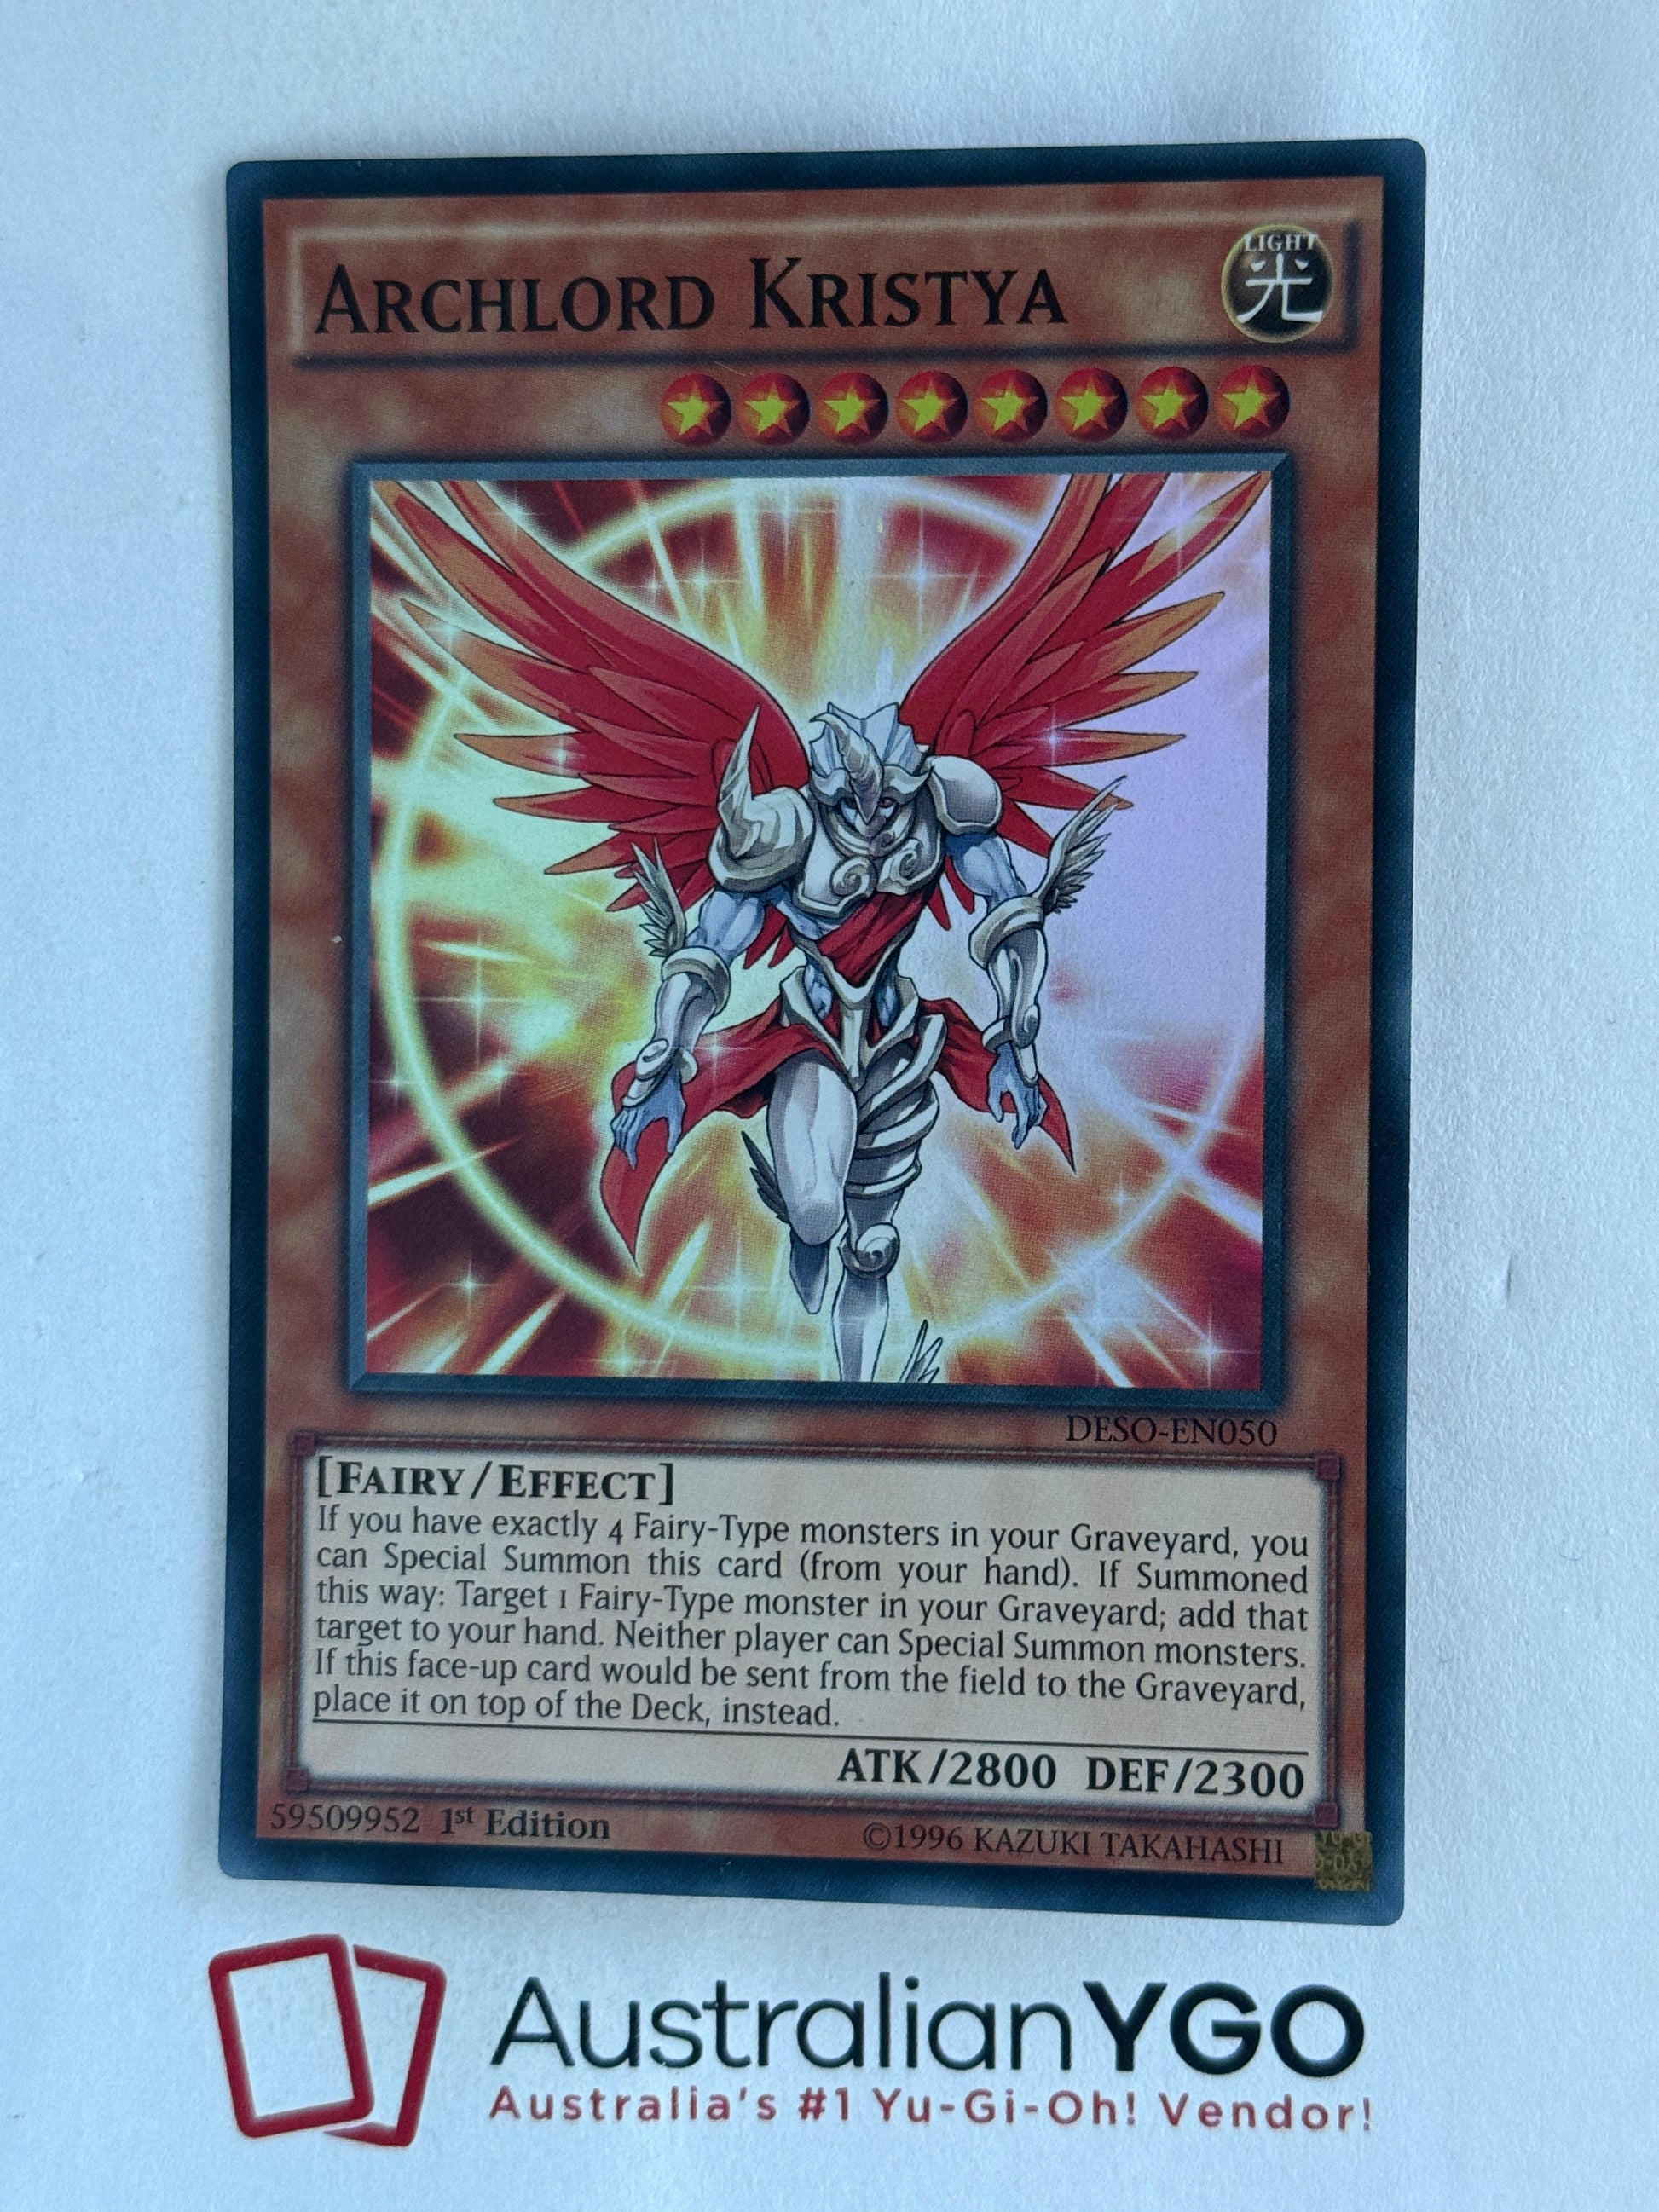 ARCHLORD KRISTYA
LIGHT
光
DESO-EN050
[FAIRY/EFFECT]
If you have exactly 4 Fairy-Type monsters in your Graveyard, you
can Special Summon this card (from your hand). If Summoned
this way: Target 1 Fairy-Type monster in your Graveyard; add that
target to your hand. Neither player can Special Summon monsters.
If this face-up card would be sent from the field to the Graveyard,
place it on top of the Deck, instead.
ATK/2800 DEF/2300
59509952 1st Edition
©1996 KAZUKI TAKAHASHI
AustralianYGO
Australia's #1 Yu-Gi-Oh! Vendor!